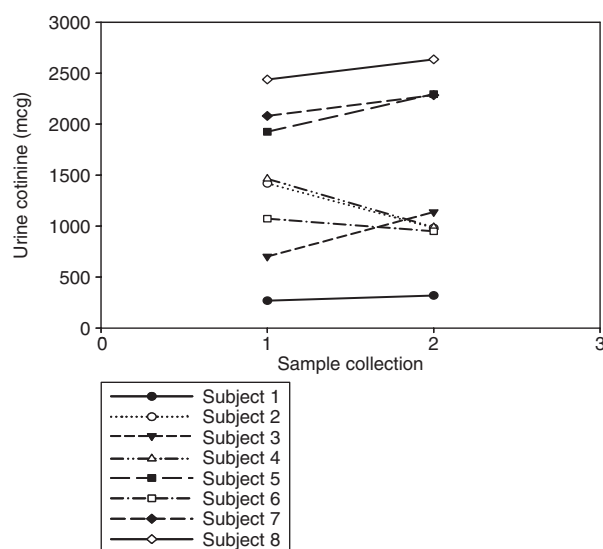 3000
2500
2000
1500
1000
500
0
Urine cotinine (mcg)
0 1 2 3
Sample collection
Subject 1
Subject 2
Subject 3
Subject 4
Subject 5
Subject 6
Subject 7
Subject 8